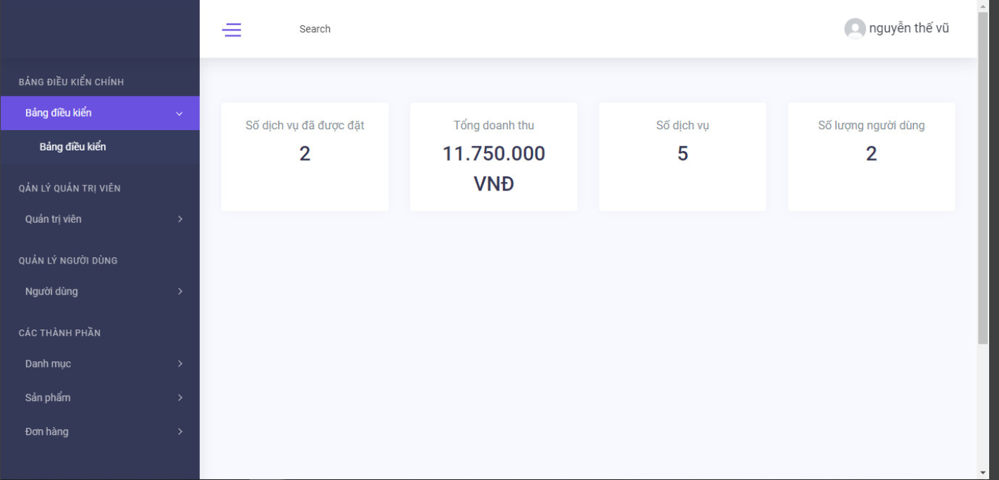 Search
nguyễn thế vũ
BẢNG ĐIỀU KIỂN CHÍNH
Bảng điều kiển
Bảng điều kiển
QẢN LÝ QUẢN TRỊ VIÊN
Quản trị viên
QUẢN LÝ NGƯỜI DÙNG
Người dùng
CÁC THÀNH PHẦN
Danh mục
Sản phẩm
Đơn hàng
Số dịch vụ đã được đặt
2
Tổng doanh thu
11.750.000
VNĐ
Số dịch vụ
5
Số lượng người dùng
2